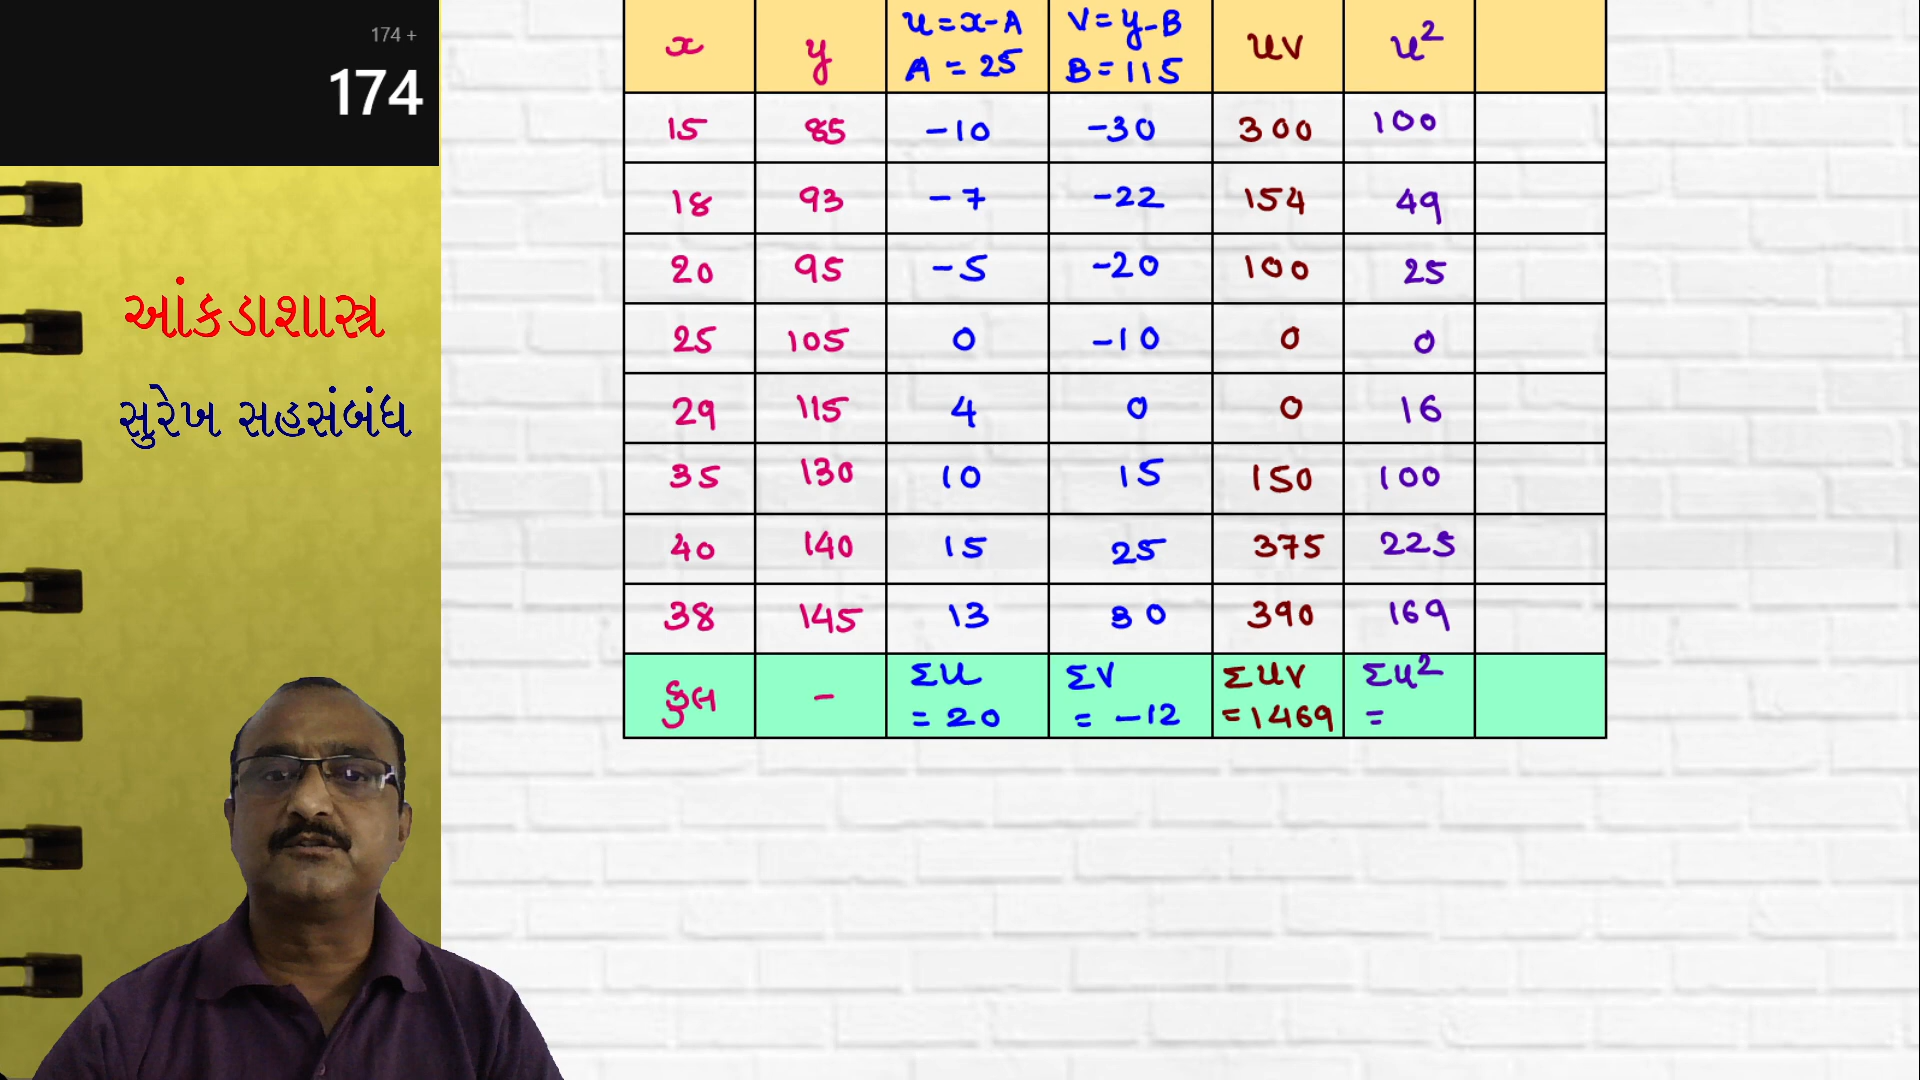 174 +
174
આંકડાશાસ્ત્ર
સુરેખ સહસંબંધ
x y u=x-A A = 25 v=y-B B=115 uv u²
15 85 -10 -30 300 100
18 93 -7 -22 154 49
20 95 -5 -20 100 25
25 105 0 -10 0 0
29 115 4 0 0 16
35 130 10 15 150 100
40 140 15 25 375 225
38 145 13 30 390 169
કુલ - Σu = 20 Σv = -12 Σuv =1469 Σu² =